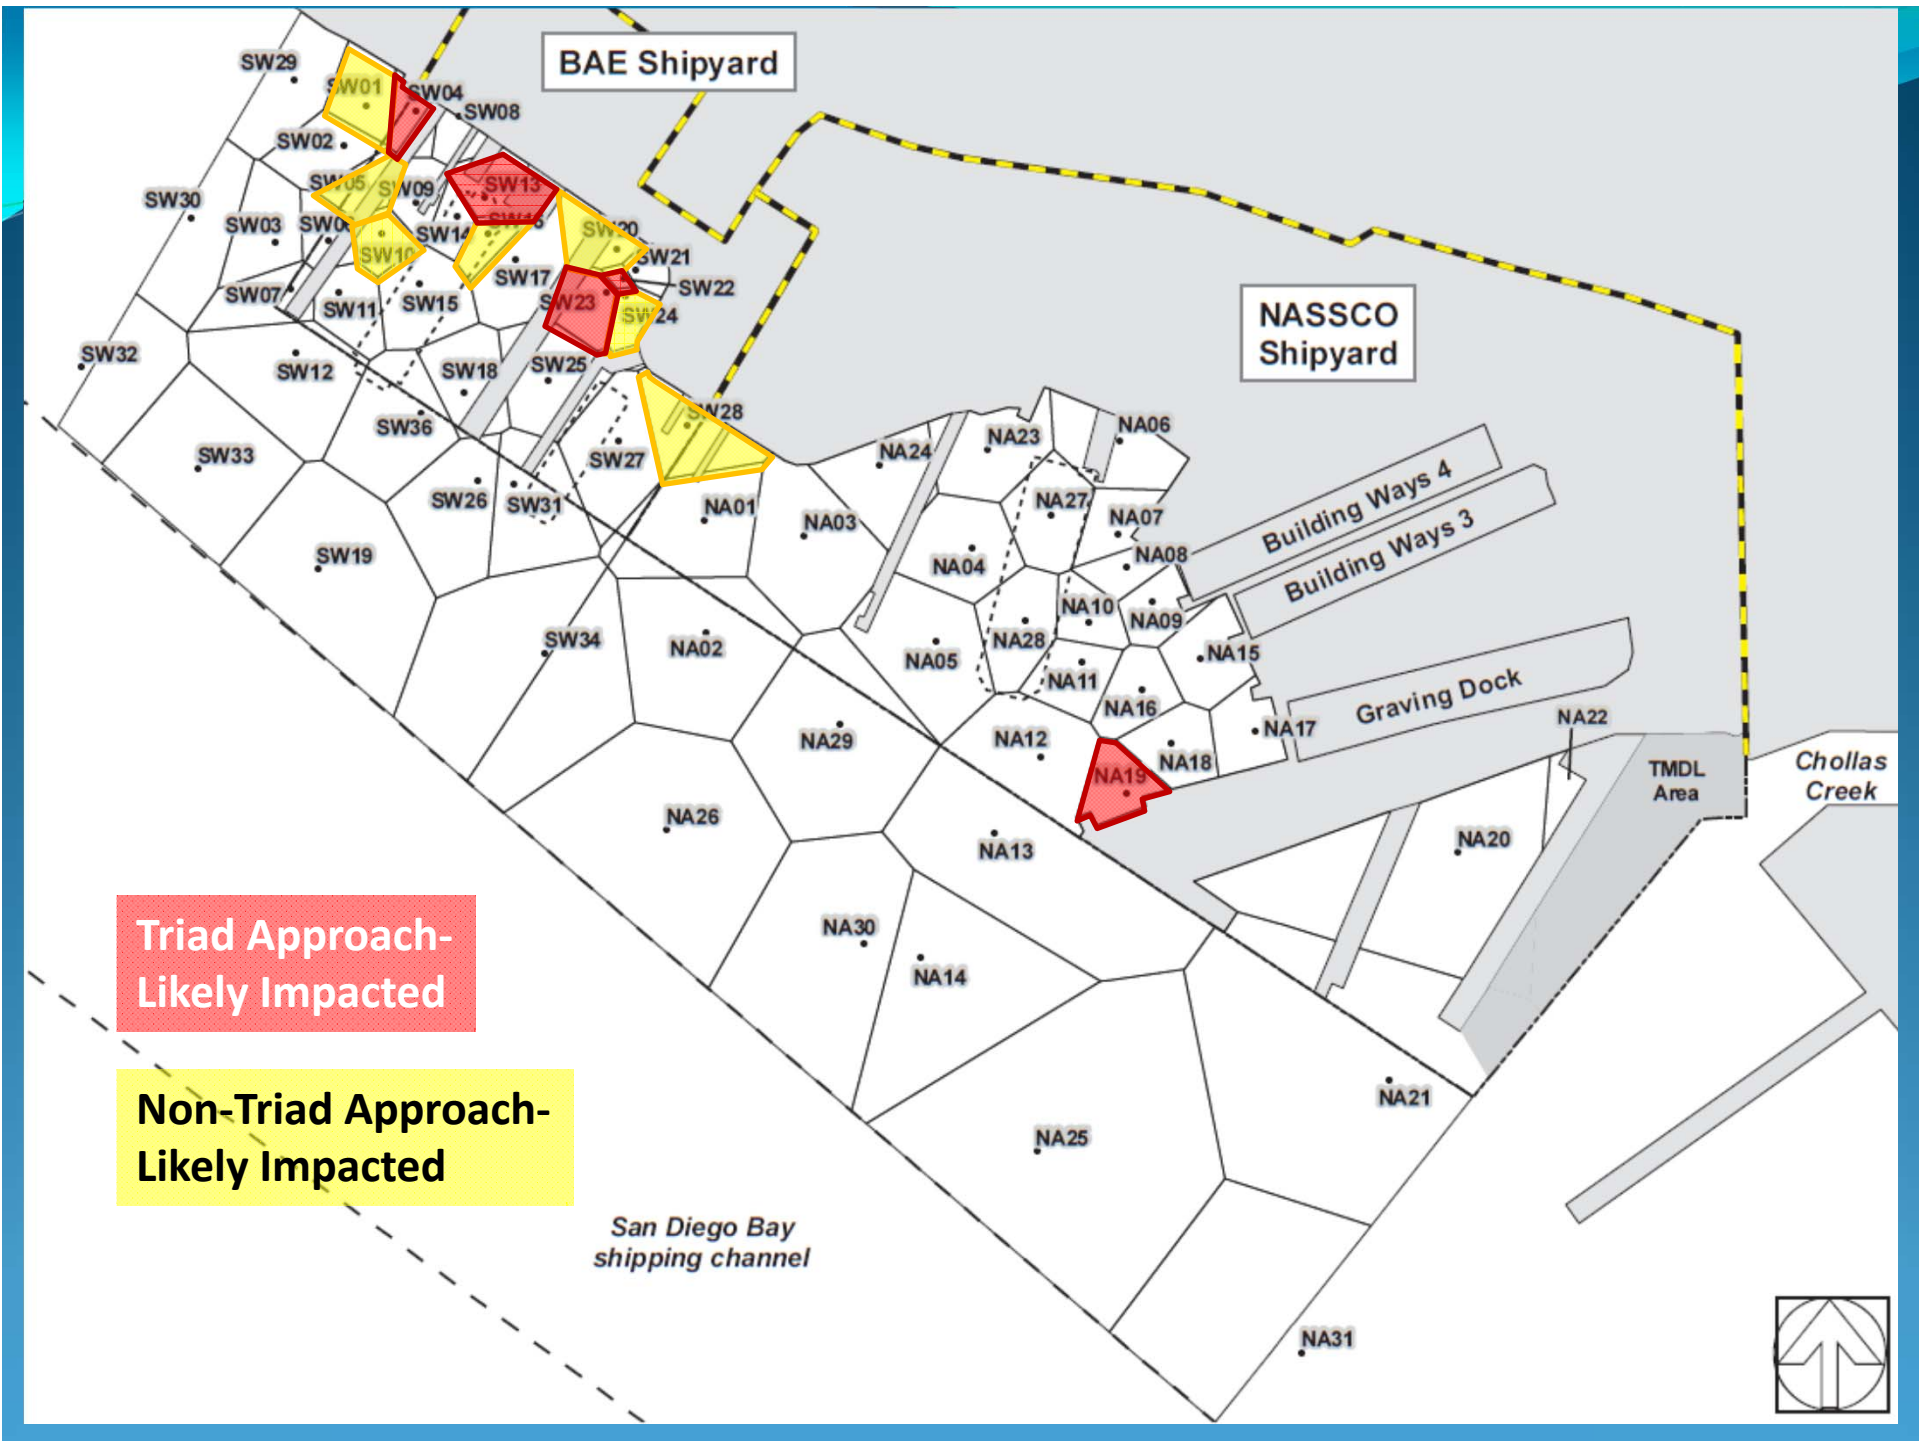 BAE Shipyard
SW29
SW01
SW04
SW08
SW02
SW05
SW09
SW13
SW30
SW03
SW06
SW14
SW16
SW20
SW10
SW21
SW17
SW22
SW07
SW11
SW15
SW23
SW24
NASSCO
Shipyard
SW32
SW12
SW18
SW25
SW36
SW28
NA06
NA23
NA24
SW33
SW27
SW26
SW31
NA01
NA03
NA27
NA07
Building Ways 4
Building Ways 3
SW19
NA04
NA08
NA10
NA09
SW34
NA02
NA05
NA28
NA15
NA11
NA16
Graving Dock
NA29
NA12
NA17
NA22
NA18
NA19
TMDL
Area
Chollas
Creek
NA26
NA13
NA20
Triad Approach-
Likely Impacted
NA30
NA14
Non-Triad Approach-
Likely Impacted
NA21
NA25
San Diego Bay
shipping channel
NA31